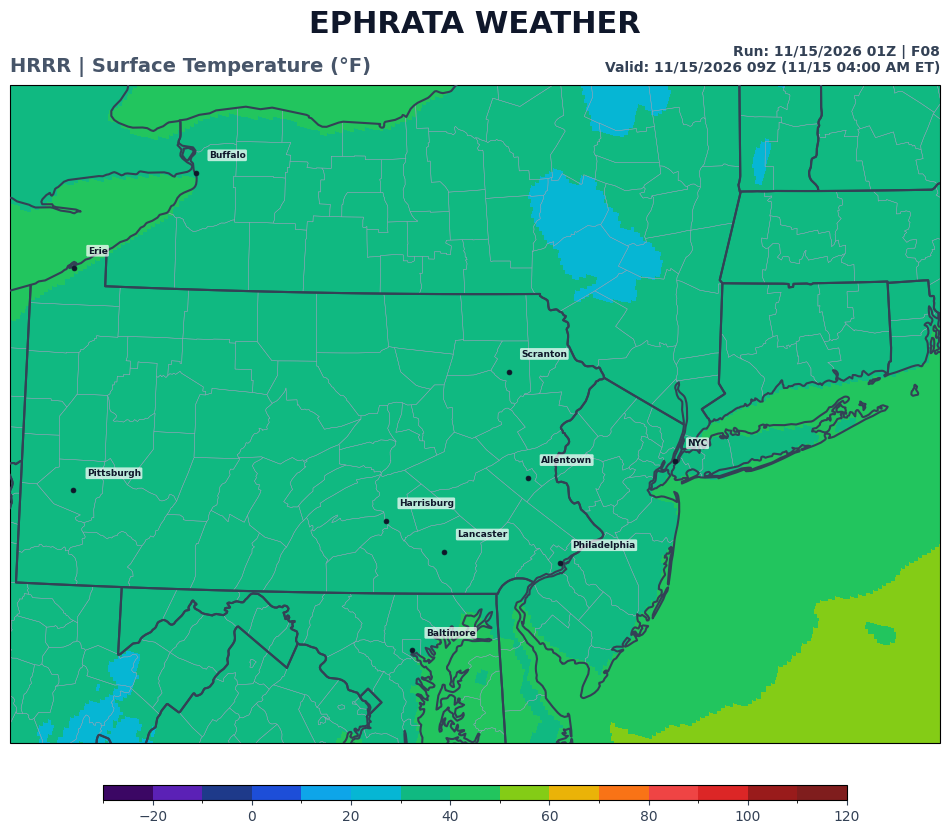 EPHRATA WEATHER
HRRR | Surface Temperature (°F)
Run: 11/15/2026 01Z | F08
Valid: 11/15/2026 09Z (11/15 04:00 AM ET)
Buffalo
Erie
Scranton
NYC
Allentown
Pittsburgh
Harrisburg
Lancaster
Philadelphia
Baltimore
−20 0 20 40 60 80 100 120